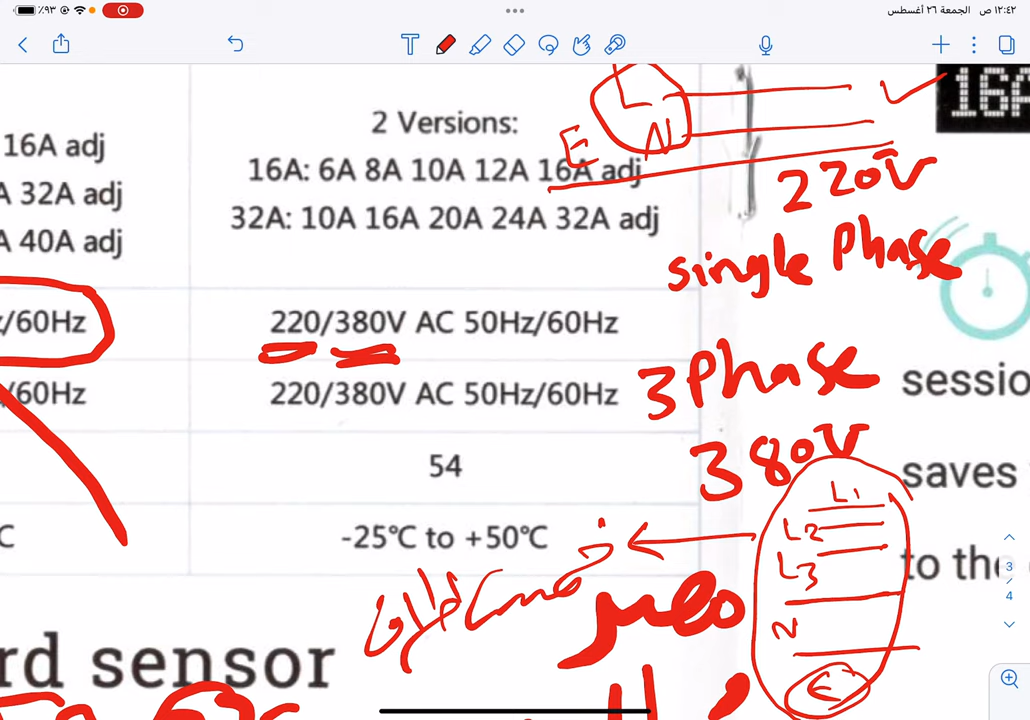 ٩٣٪
١٢:٤٢ ص الجمعة ٢٦ أغسطس
T
16A adj
A 32A adj
A 40A adj
2 Versions:
16A: 6A 8A 10A 12A 16A adj
32A: 10A 16A 20A 24A 32A adj
L
N
E
16A
220V
single Phase
/60Hz
220/380V AC 50Hz/60Hz
/60Hz
220/380V AC 50Hz/60Hz
3 Phase
380V
54
C
-25℃ to +50℃
L1
L2
L3
N
E
sessio
saves
to the
rd sensor
3
/
4